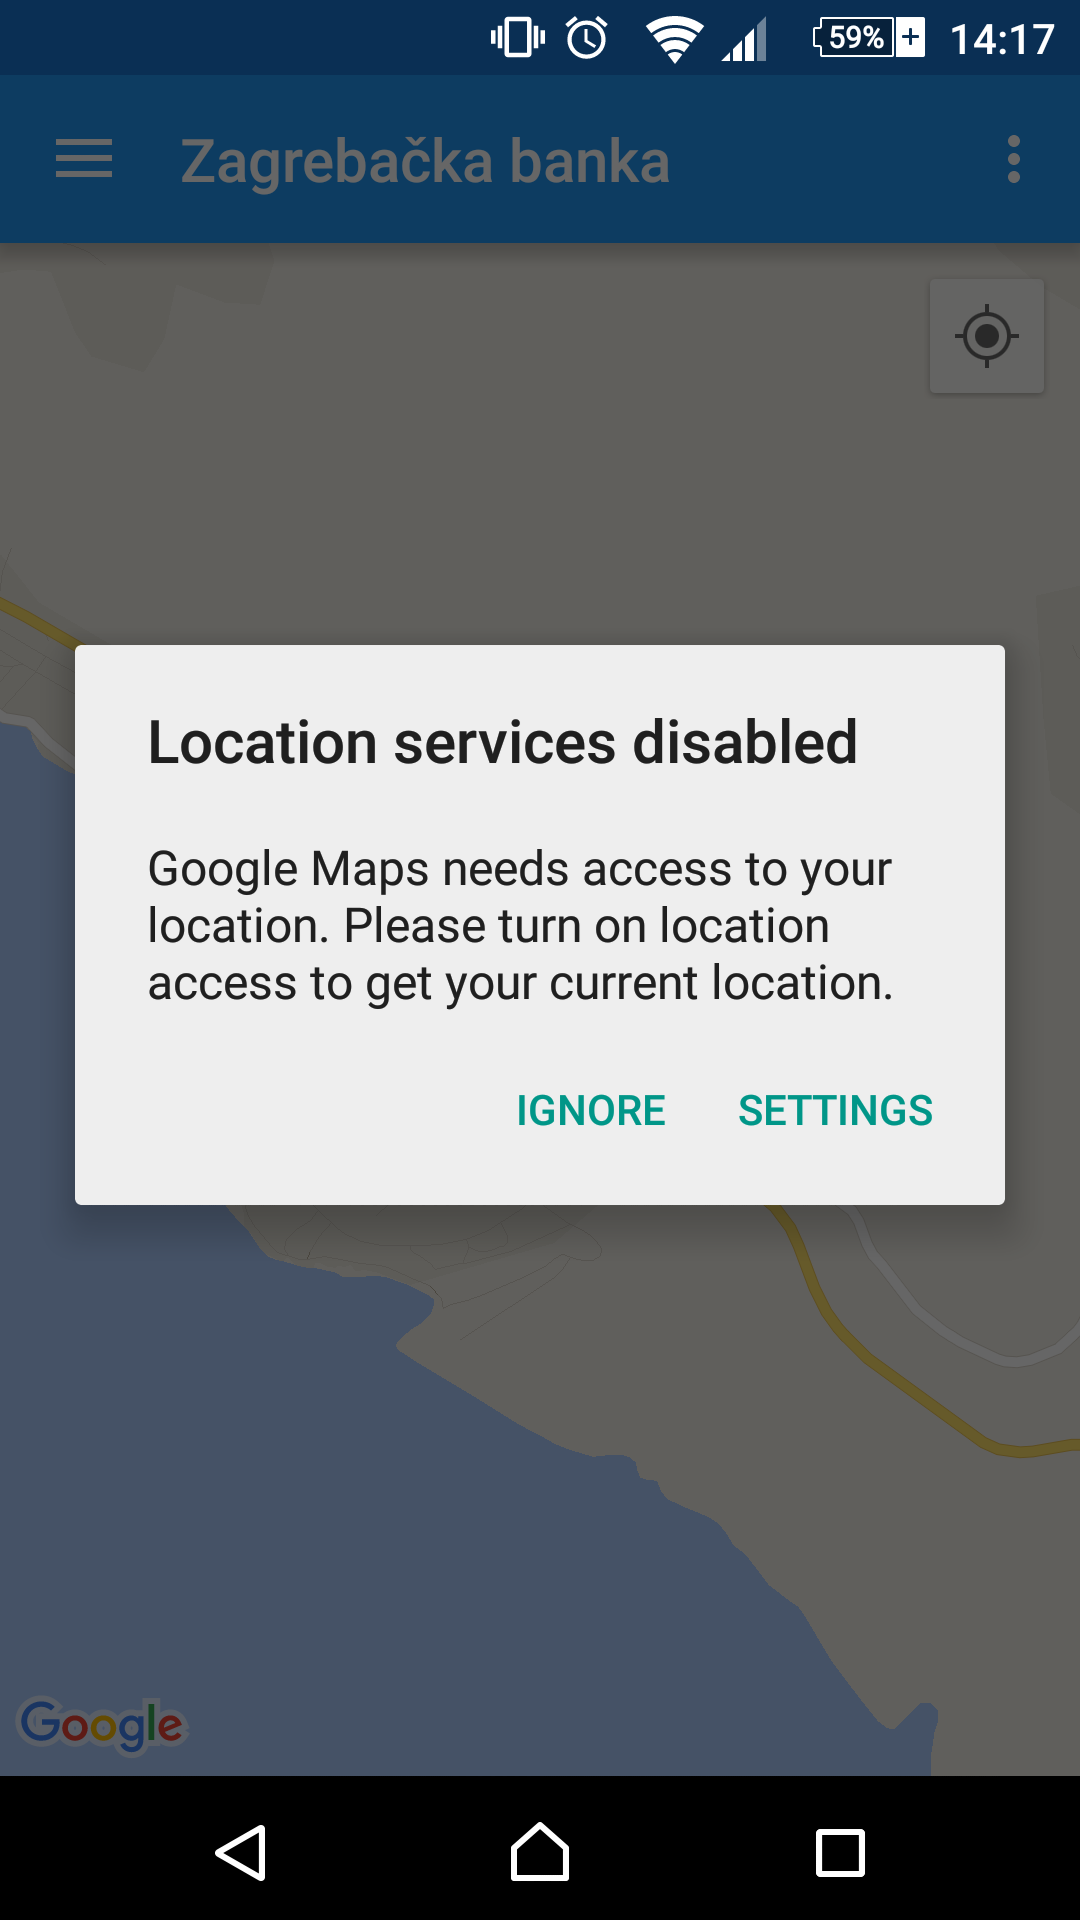 59%
14:17
Zagrebačka banka
Location services disabled
Google Maps needs access to your
location. Please turn on location
access to get your current location.
IGNORE
SETTINGS
Google